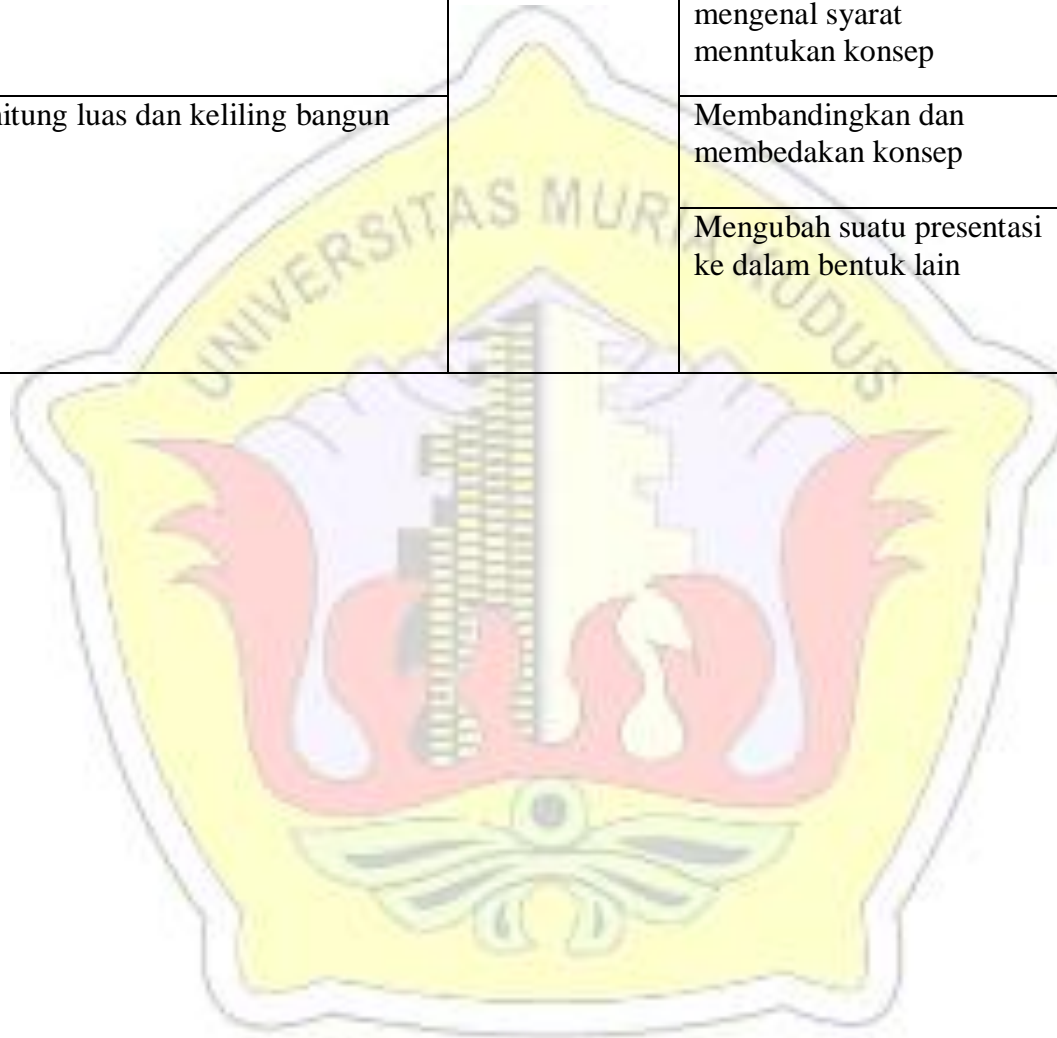 mengenal syarat
menntukan konsep
itung luas dan keliling bangun
Membandingkan dan
membedakan konsep
Mengubah suatu presentasi
ke dalam bentuk lain
UNIVERSITAS MURIA KUDUS